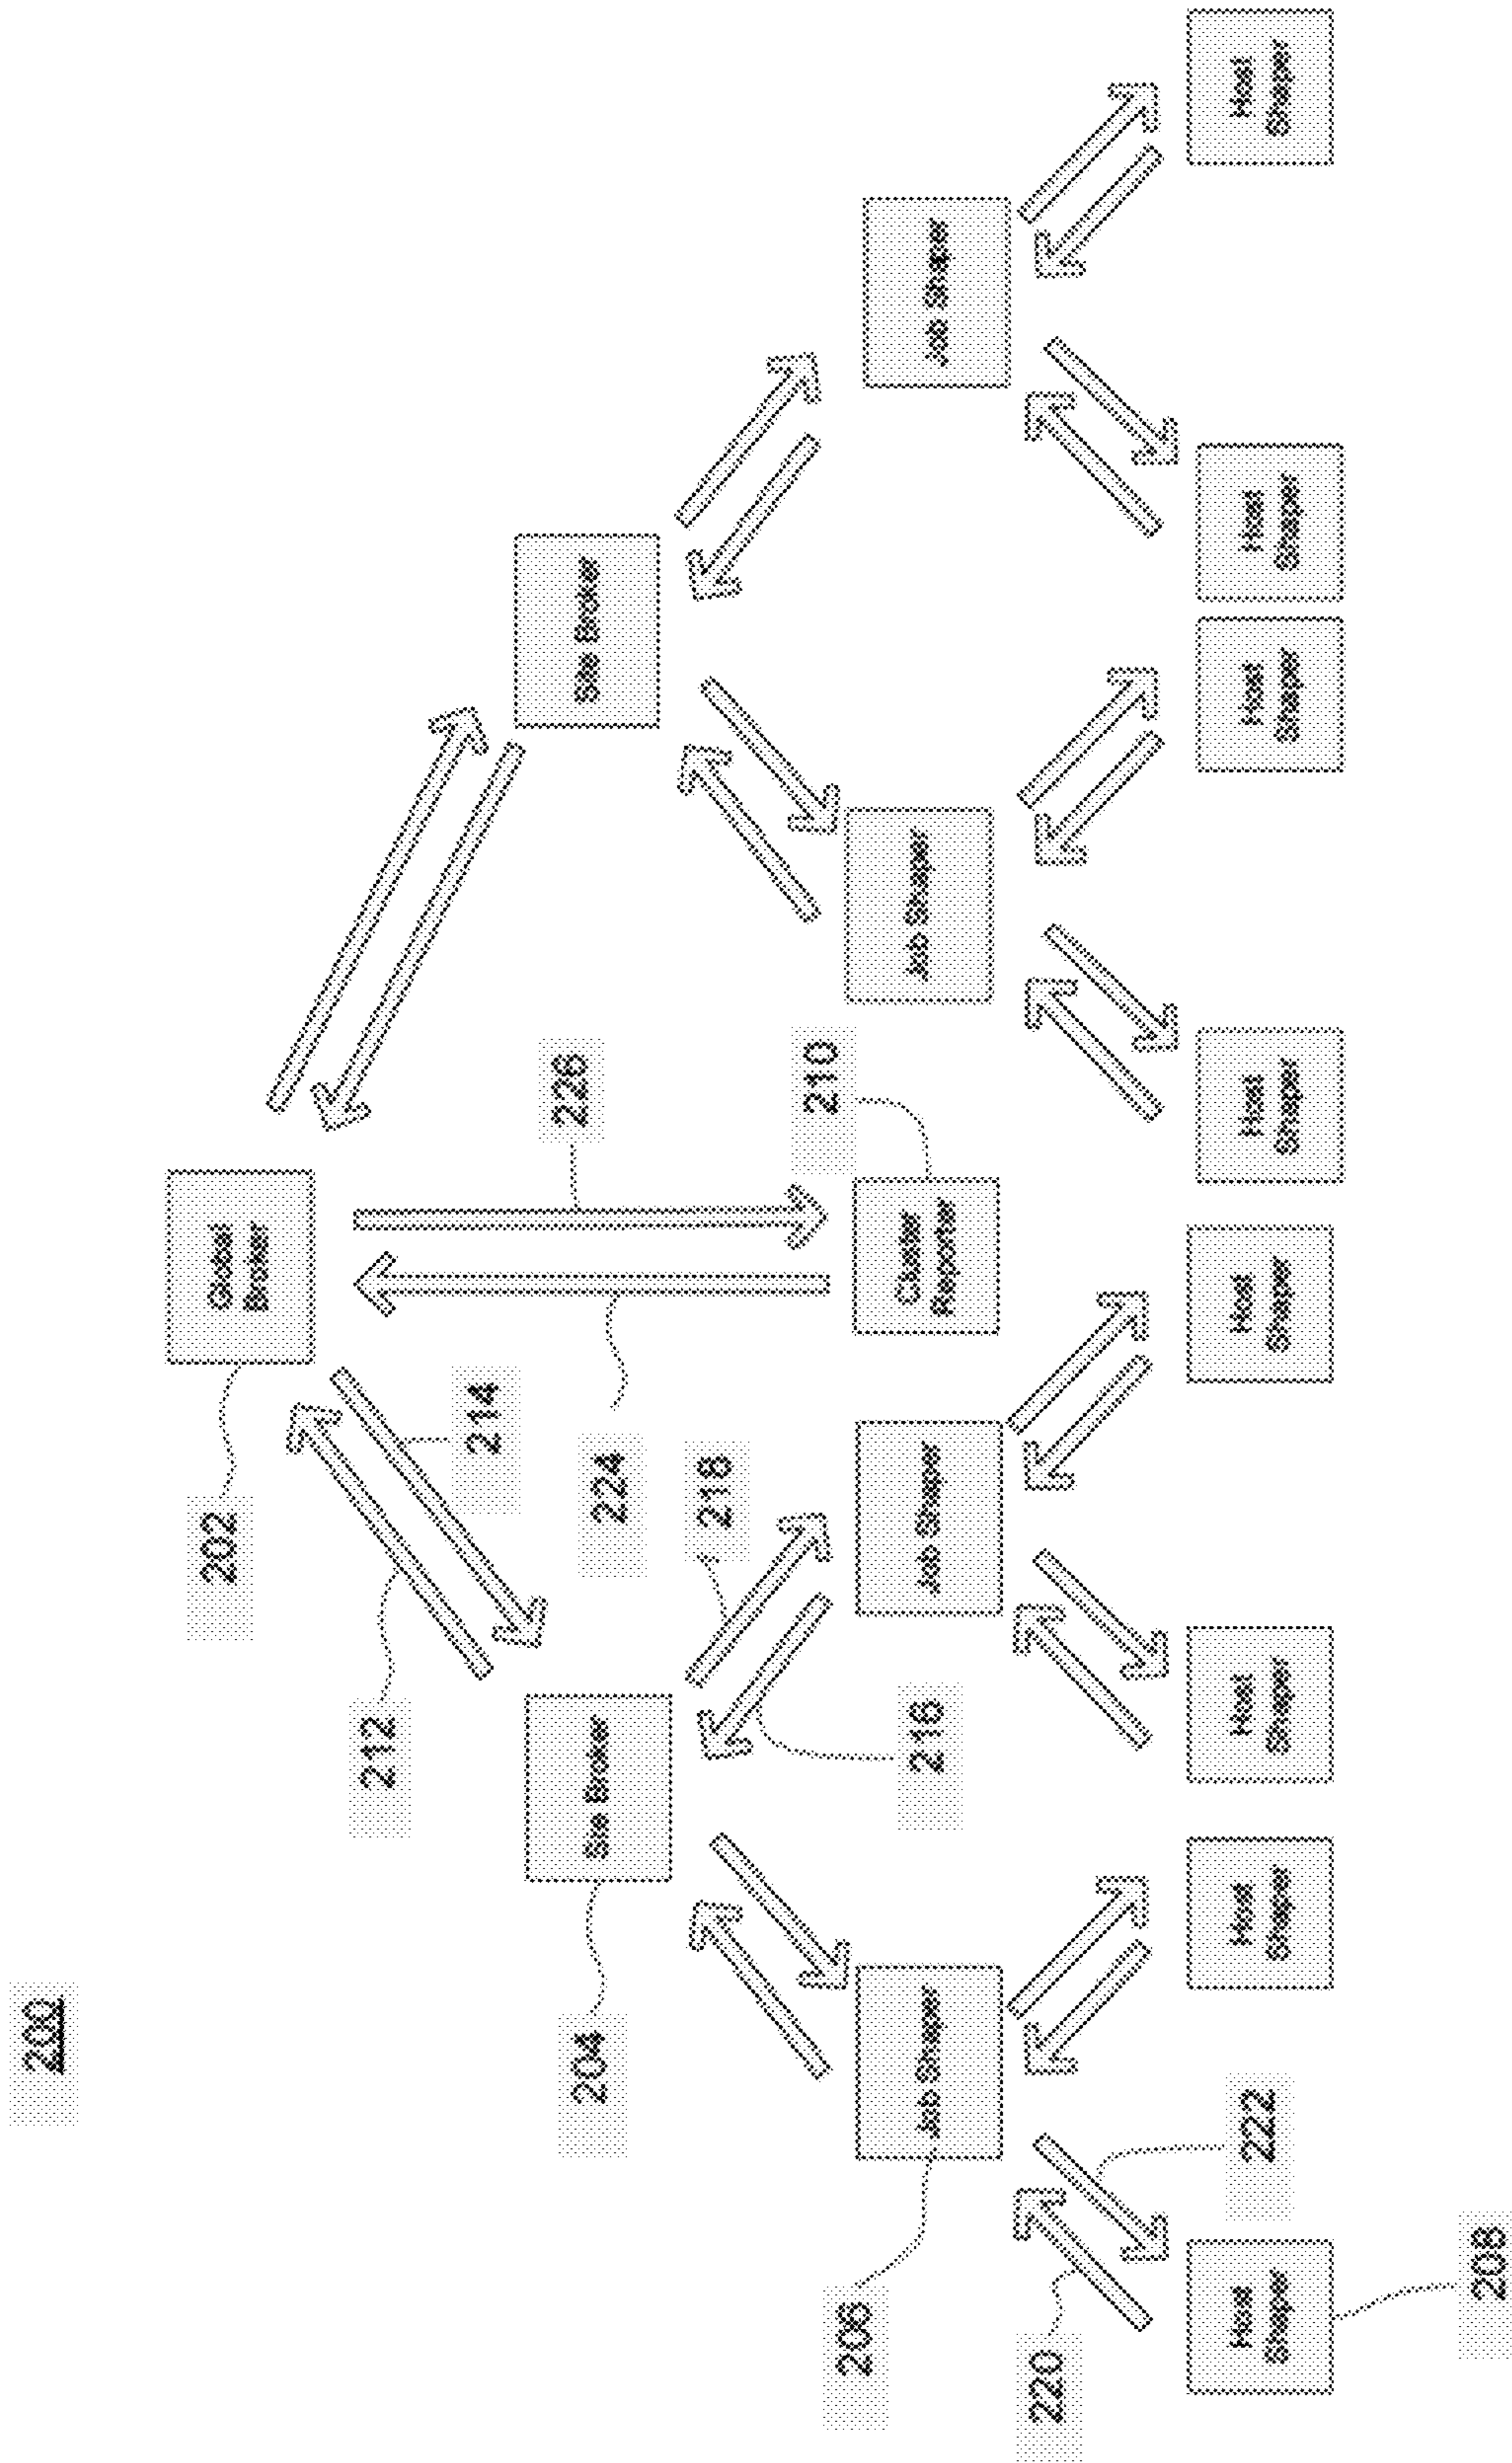 200
202
Global
Broker
212
214
226
204
Site Broker
224
Site Broker
218
210
206
Job Shaper
216
Job Shaper
Cluster
Reporter
Job Shaper
Job Shaper
220
222
Host
Shaper
Host
Shaper
Host
Shaper
Host
Shaper
Host
Shaper
Host
Shaper
Host
Shaper
Host
Shaper
208